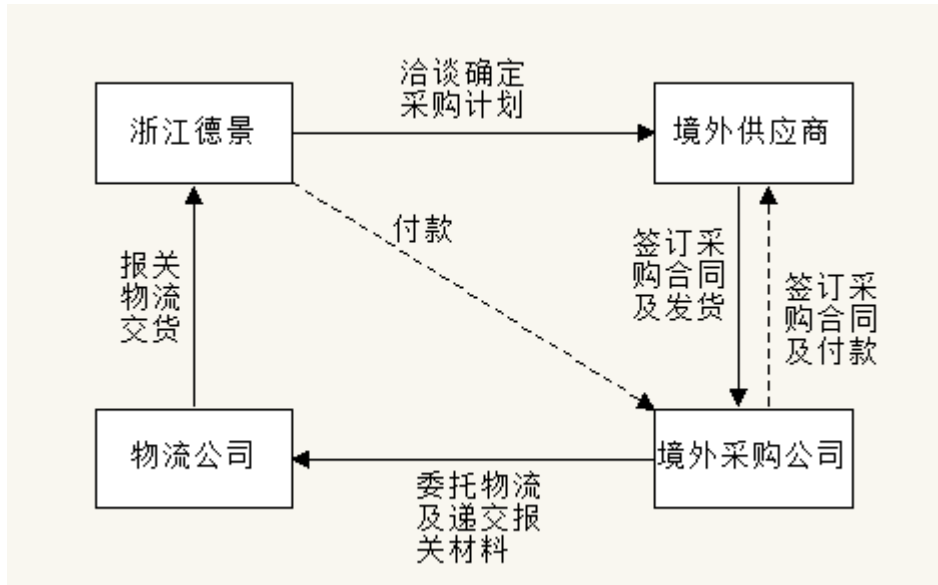 洽谈确定
采购计划
浙江德景
境外供应商
付款
报关
物流
交货
签订采
购合同
及发货
签订采
购合同
及付款
物流公司
境外采购公司
委托物流
及递交报
关材料